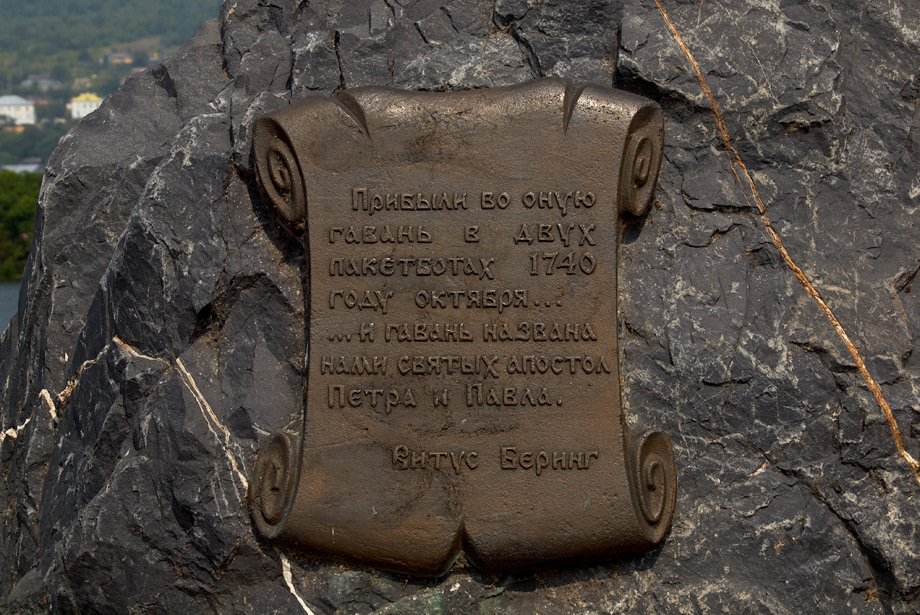 Прибыли во оную
гавань в двух
пакетботах 1740
году октября...
...и гавань названа
нами святых апостол
Петра и Павла.
Витус Беринг